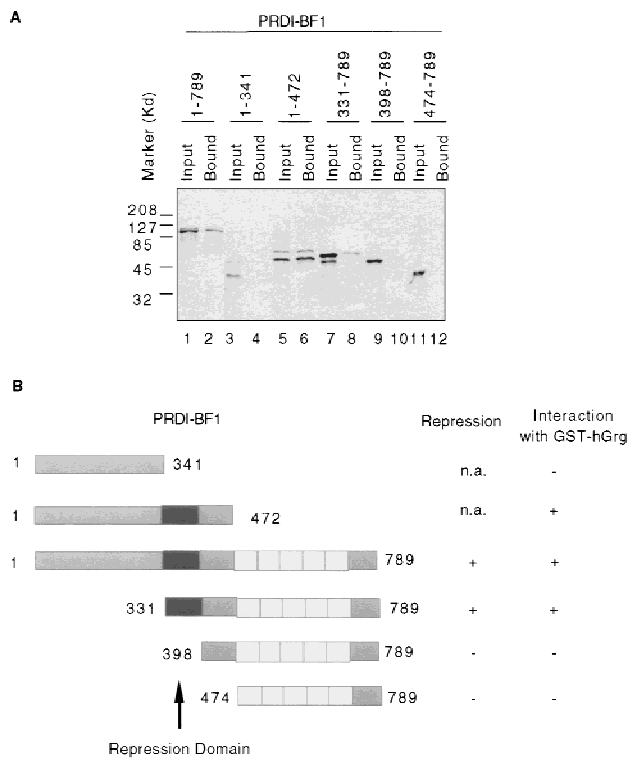 A
PRDI-BF1
Marker (Kd)
1-789
1-341
1-472
331-789
398-789
474-789
Input Bound Input Bound Input Bound Input Bound Input Bound Input Bound
208
127
85
45
32
1 2 3 4 5 6 7 8 9 10 11 12
B
PRDI-BF1
Repression
Interaction
with GST-hGrg
1 341 n.a. -
1 472 n.a. +
1 789 + +
331 789 + +
398 789 - -
474 789 - -
Repression Domain